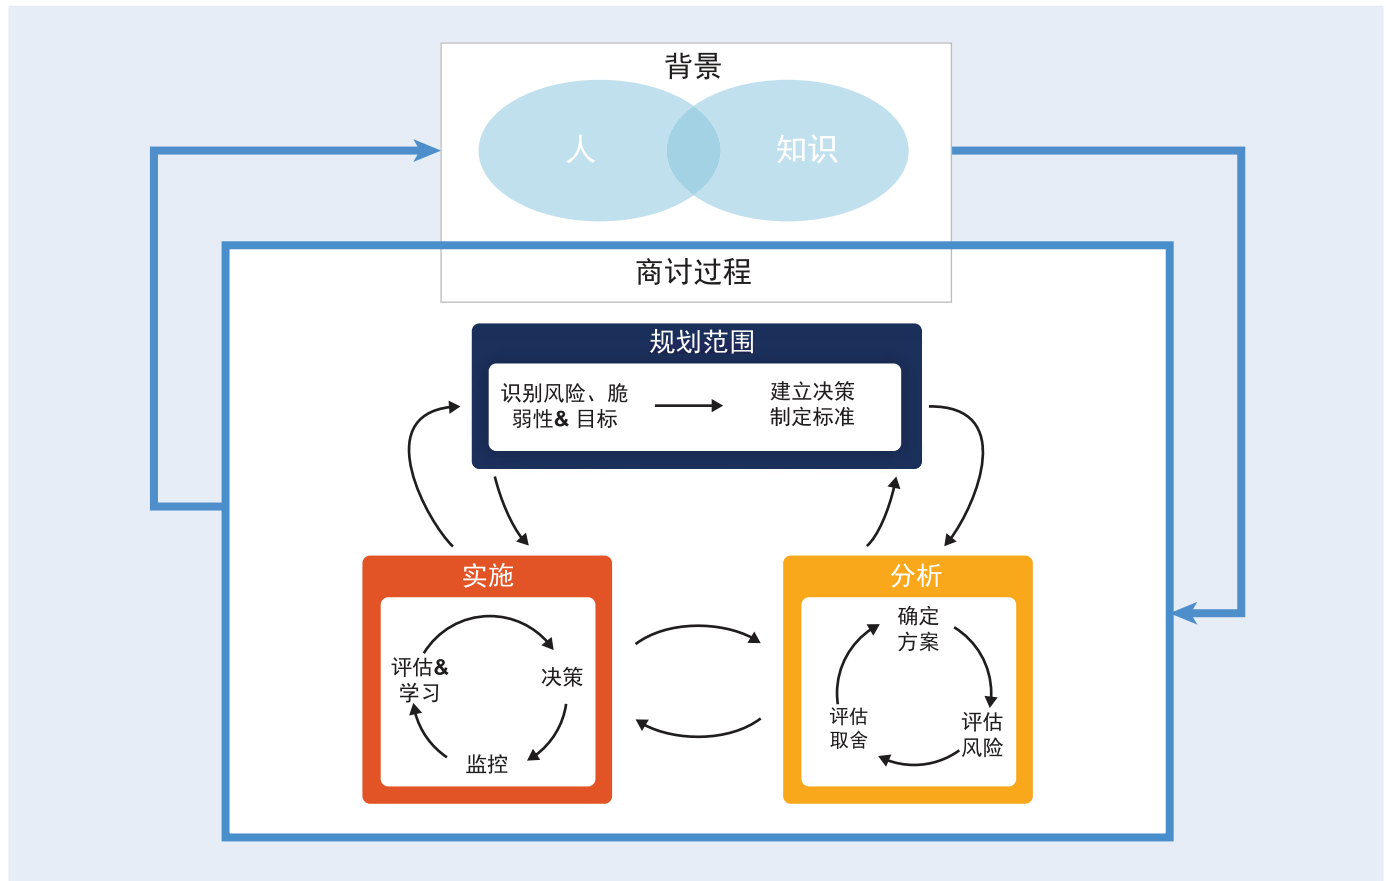 背景
人
知识
商讨过程
规划范围
识别风险、脆
弱性& 目标
建立决策
制定标准
实施
评估&
学习
决策
监控
分析
确定
方案
评估
风险
评估
取舍